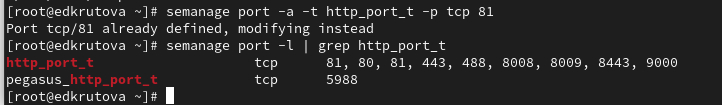 [root@edkrutova ~]# semanage port -a -t http_port_t -p tcp 81
Port tcp/81 already defined, modifying instead
[root@edkrutova ~]# semanage port -l | grep http_port_t
http_port_t                    tcp      81, 80, 81, 443, 488, 8008, 8009, 8443, 9000
pegasus_http_port_t            tcp      5988
[root@edkrutova ~]#